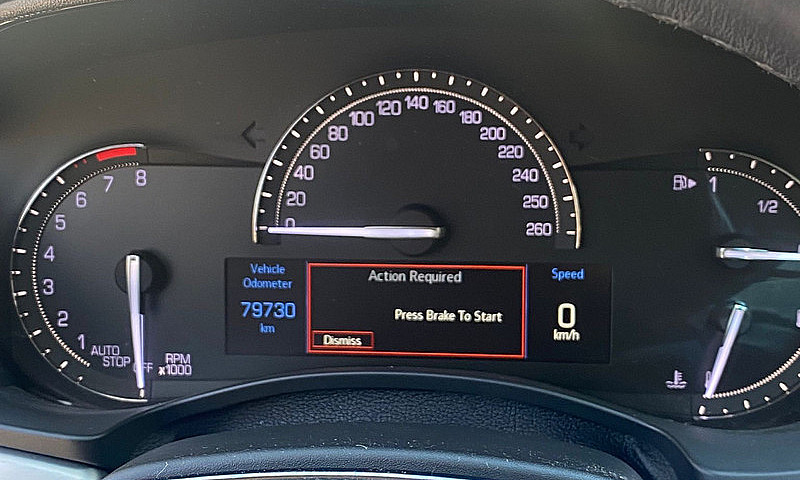 8
7
6
5
4
3
2
1
AUTO
STOP OFF
RPM
x1000
0
20
40
60
80
100
120
140
160
180
200
220
240
250
260
Vehicle
Odometer
79730
km
Action Required
Press Brake To Start
Dismiss
Speed
0
km/h
1
1/2